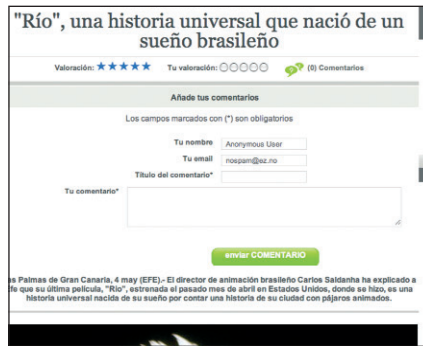 "Río", una historia universal que nació de un
sueño brasileño
Valoración: Tu valoración: (0) Comentarios
Añade tus comentarios
Los campos marcados con (*) son obligatorios
Tu nombre Anonymous User
Tu email nospam@ez.no
Título del comentario*
Tu comentario*
enviar COMENTARIO
es Palmas de Gran Canaria, 4 may (EFE).- El director de animación brasileño Carlos Saldanha ha explicado a
fe que su última película, "Río", estrenada el pasado mes de abril en Estados Unidos, donde se hizo, es una
historia universal nacida de su sueño por contar una historia de su ciudad con pájaros animados.